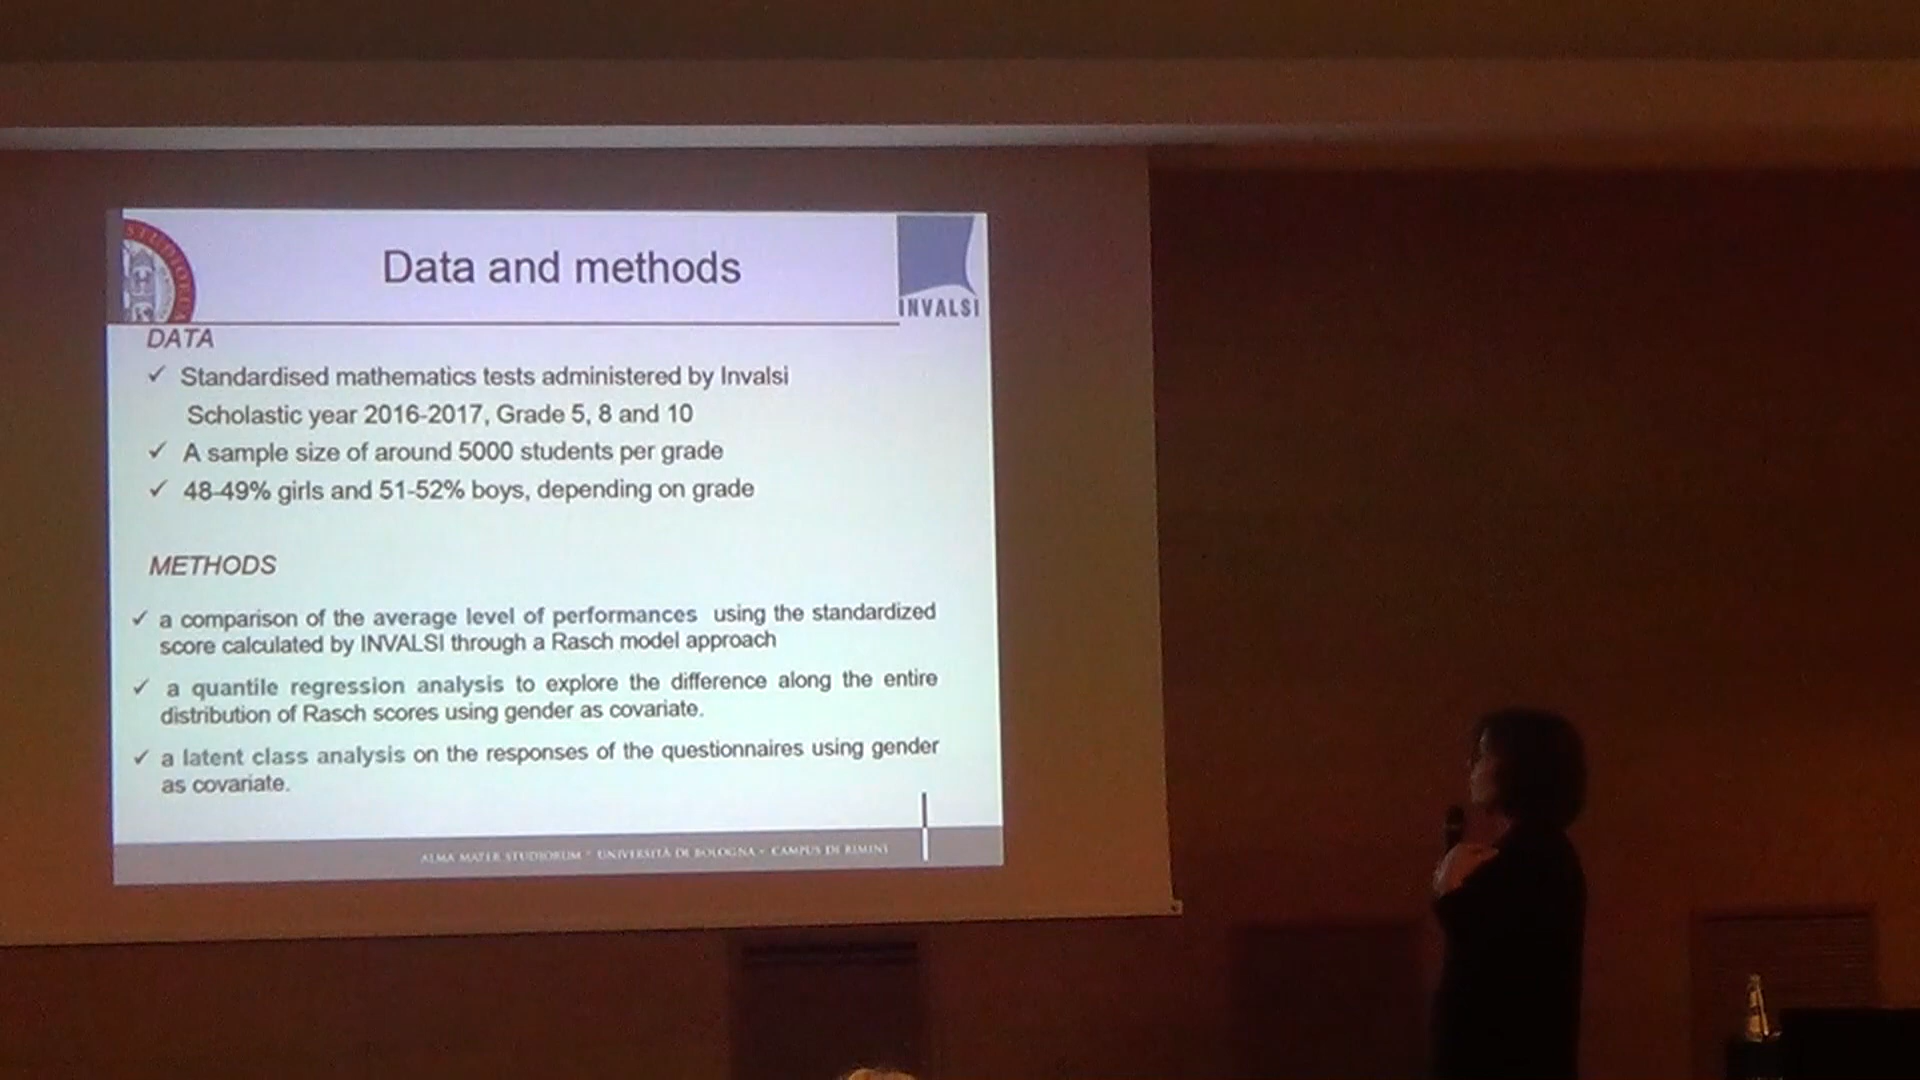 STUDIORUM
Data and methods
INVALSI
DATA
✓ Standardised mathematics tests administered by Invalsi
Scholastic year 2016-2017, Grade 5, 8 and 10
✓ A sample size of around 5000 students per grade
✓ 48-49% girls and 51-52% boys, depending on grade
METHODS
✓ a comparison of the average level of performances using the standardized
score calculated by INVALSI through a Rasch model approach
✓ a quantile regression analysis to explore the difference along the entire
distribution of Rasch scores using gender as covariate.
✓ a latent class analysis on the responses of the questionnaires using gender
as covariate.
ALMA MATER STUDIORUM ~ UNIVERSITÀ DI BOLOGNA ~ CAMPUS DI RIMINI